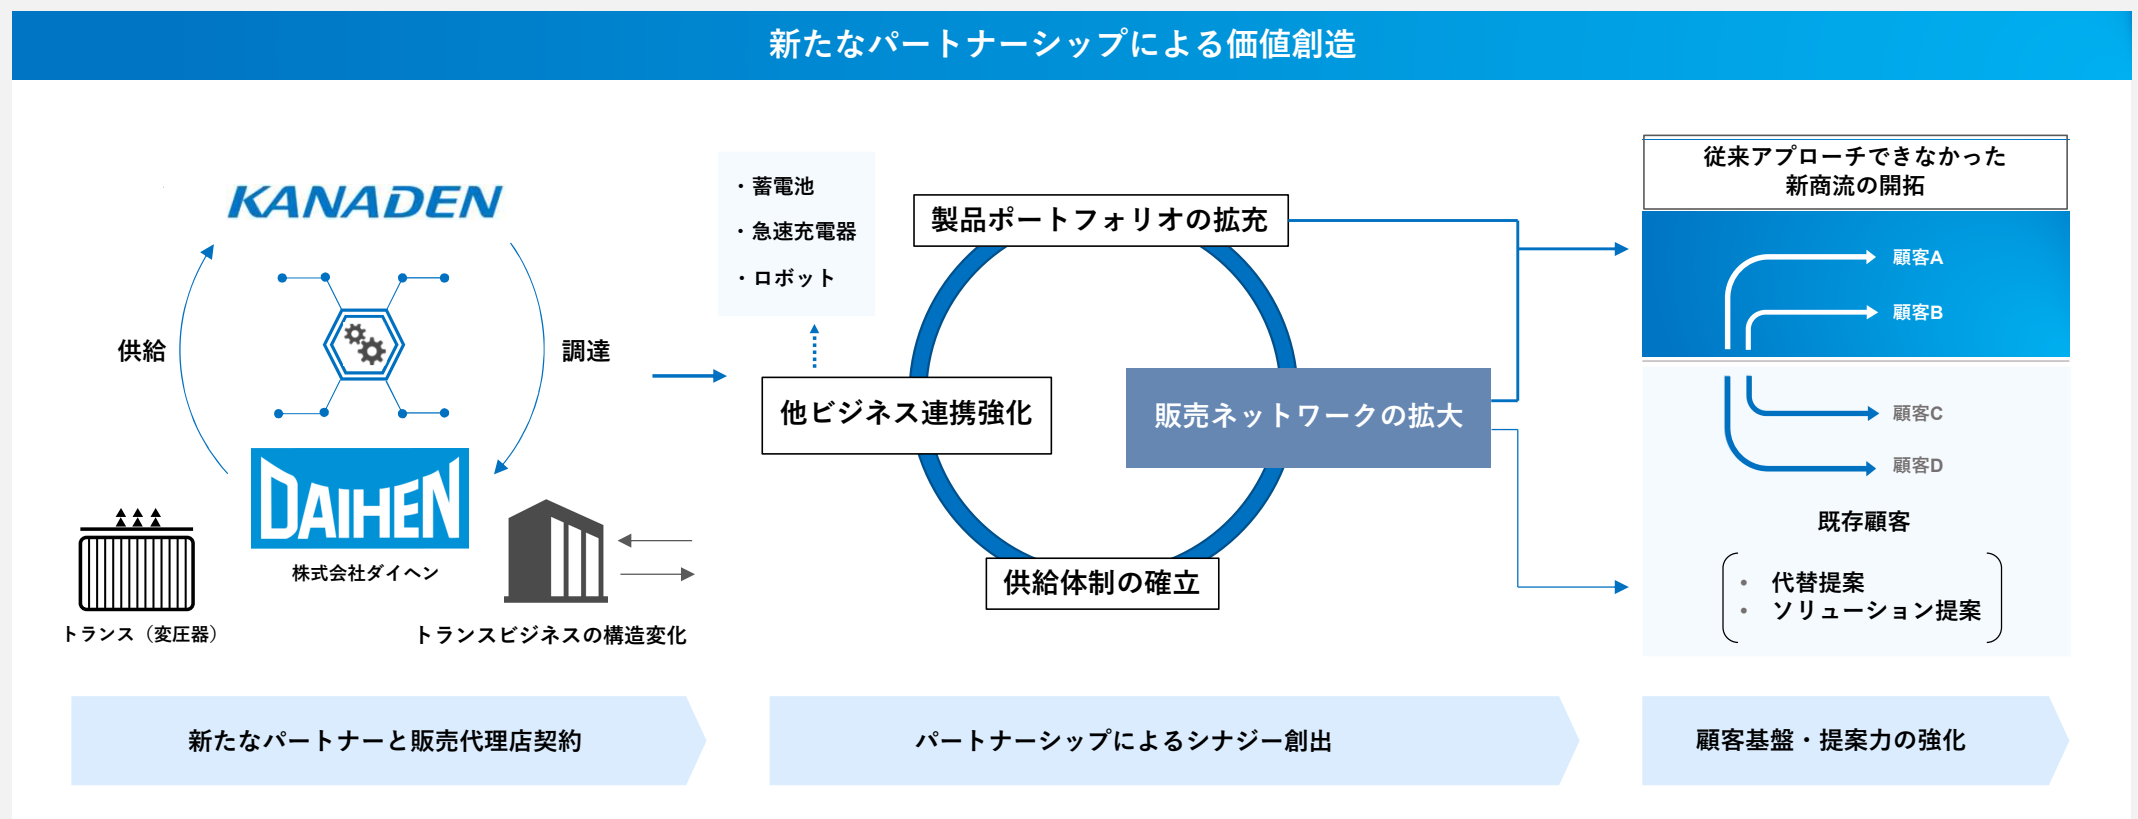 新たなパートナーシップによる価値創造
KANADEN
供給
調達
DAIHEN
株式会社ダイヘン
トランス（変圧器）
トランスビジネスの構造変化
・蓄電池
・急速充電器
・ロボット
製品ポートフォリオの拡充
他ビジネス連携強化
販売ネットワークの拡大
供給体制の確立
従来アプローチできなかった
新商流の開拓
顧客A
顧客B
顧客C
顧客D
既存顧客
• 代替提案
• ソリューション提案
新たなパートナーと販売代理店契約
パートナーシップによるシナジー創出
顧客基盤・提案力の強化